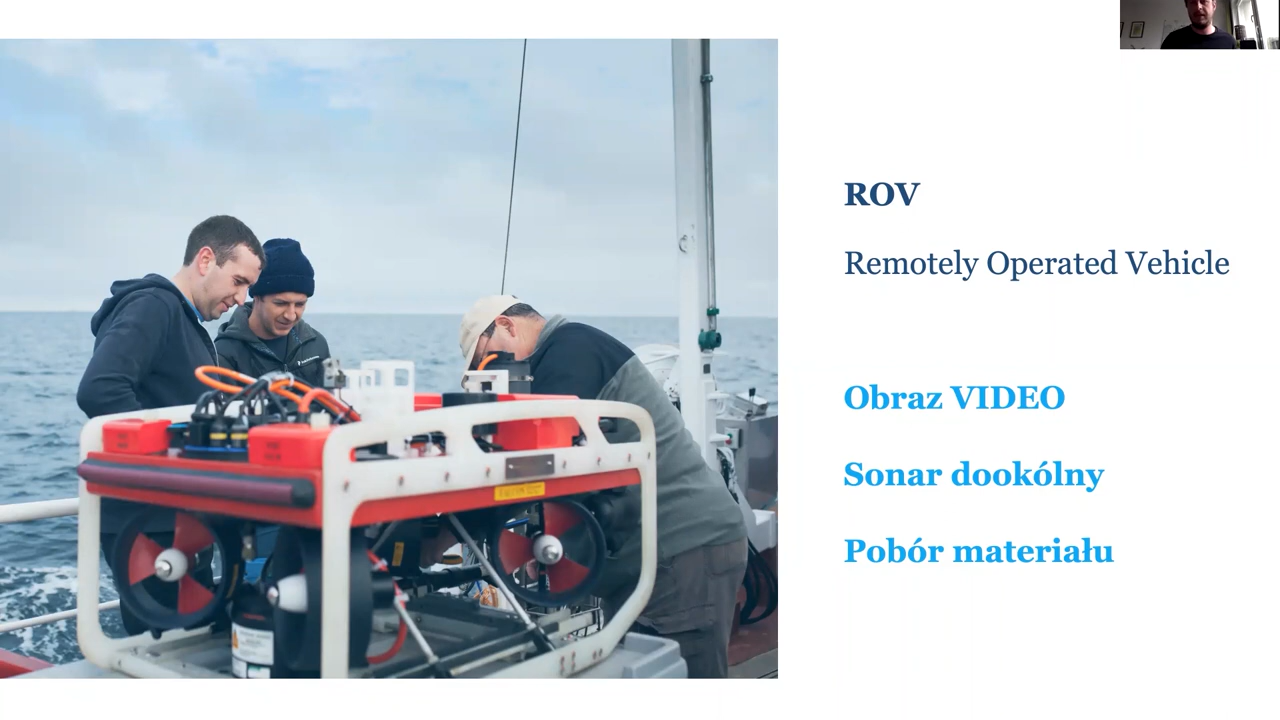 ROV
Remotely Operated Vehicle
Obraz VIDEO
Sonar dookólny
Pobór materiału